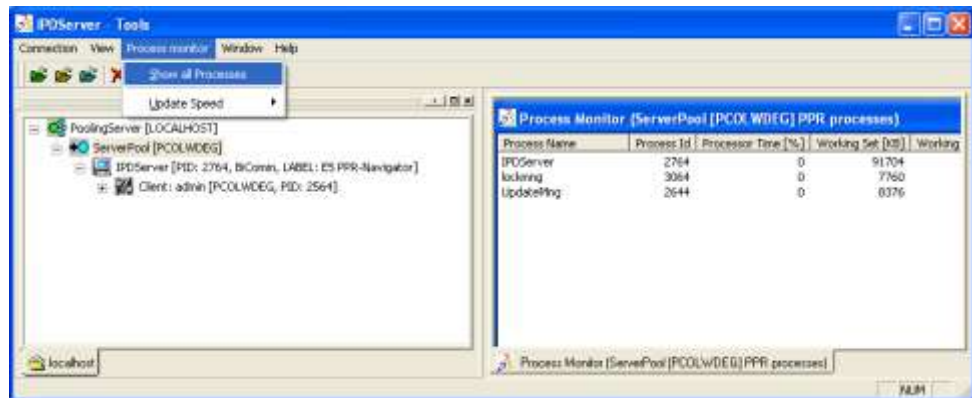 IPDServer - Tools
Connection View Process monitor Window Help
Show all Processes
Update Speed
PoolingServer [LOCALHOST]
ServerPool [PCOLWDEG]
IPDServer [PID: 2764, BiComm, LABEL: E5 PPR-Navigator]
Client: admin [PCOLWDEG, PID: 2564]
localhost
Process Monitor (ServerPool [PCOLWDEG] PPR processes)
Process Name Process Id Processor Time [%] Working Set [KB] Working
IPDServer 2764 0 91704
lockmng 3064 0 7760
UpdateMng 2644 0 8376
Process Monitor (ServerPool [PCOLWDEG] PPR processes)
NUM